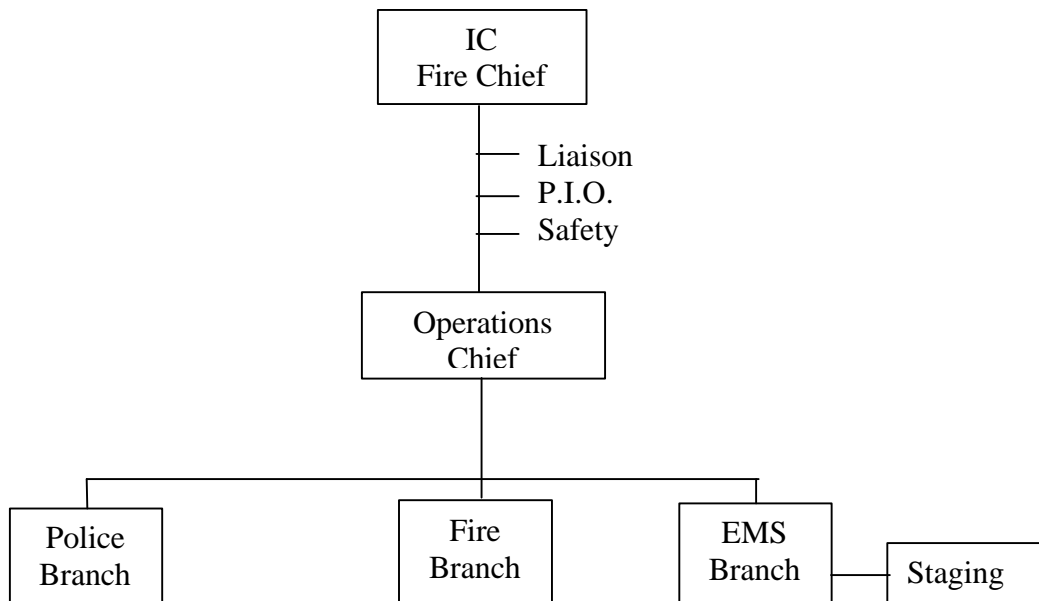 IC
Fire Chief
Liaison
P.I.O.
Safety
Operations
Chief
Police
Branch
Fire
Branch
EMS
Branch
Staging